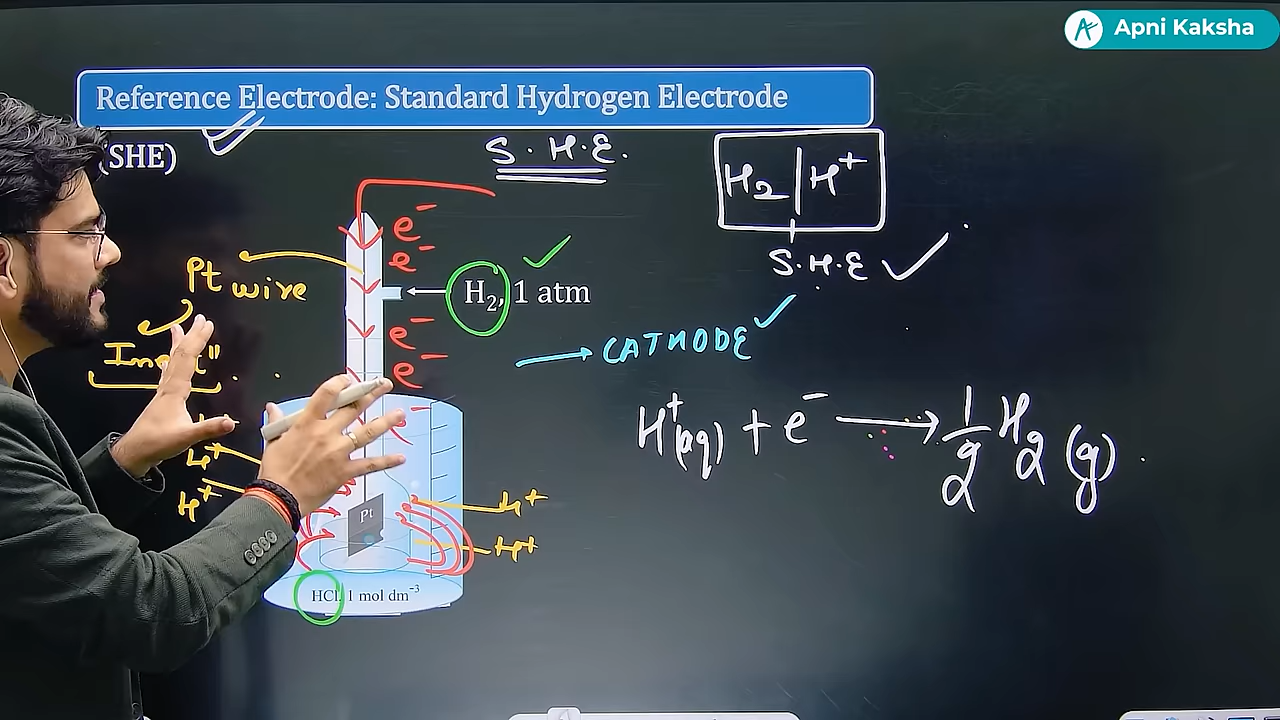 Apni Kaksha
Reference Electrode: Standard Hydrogen Electrode
(SHE)
S.H.E.
H₂ | H⁺
S.H.E
e⁻
e⁻
Pt wire
H₂, 1 atm
e⁻
CATHODE
e⁻
H⁺(aq) + e⁻ → 1/2 H₂ (g)
H⁺
H⁺
H⁺
Pt
H⁺
HCl, 1 mol dm⁻³